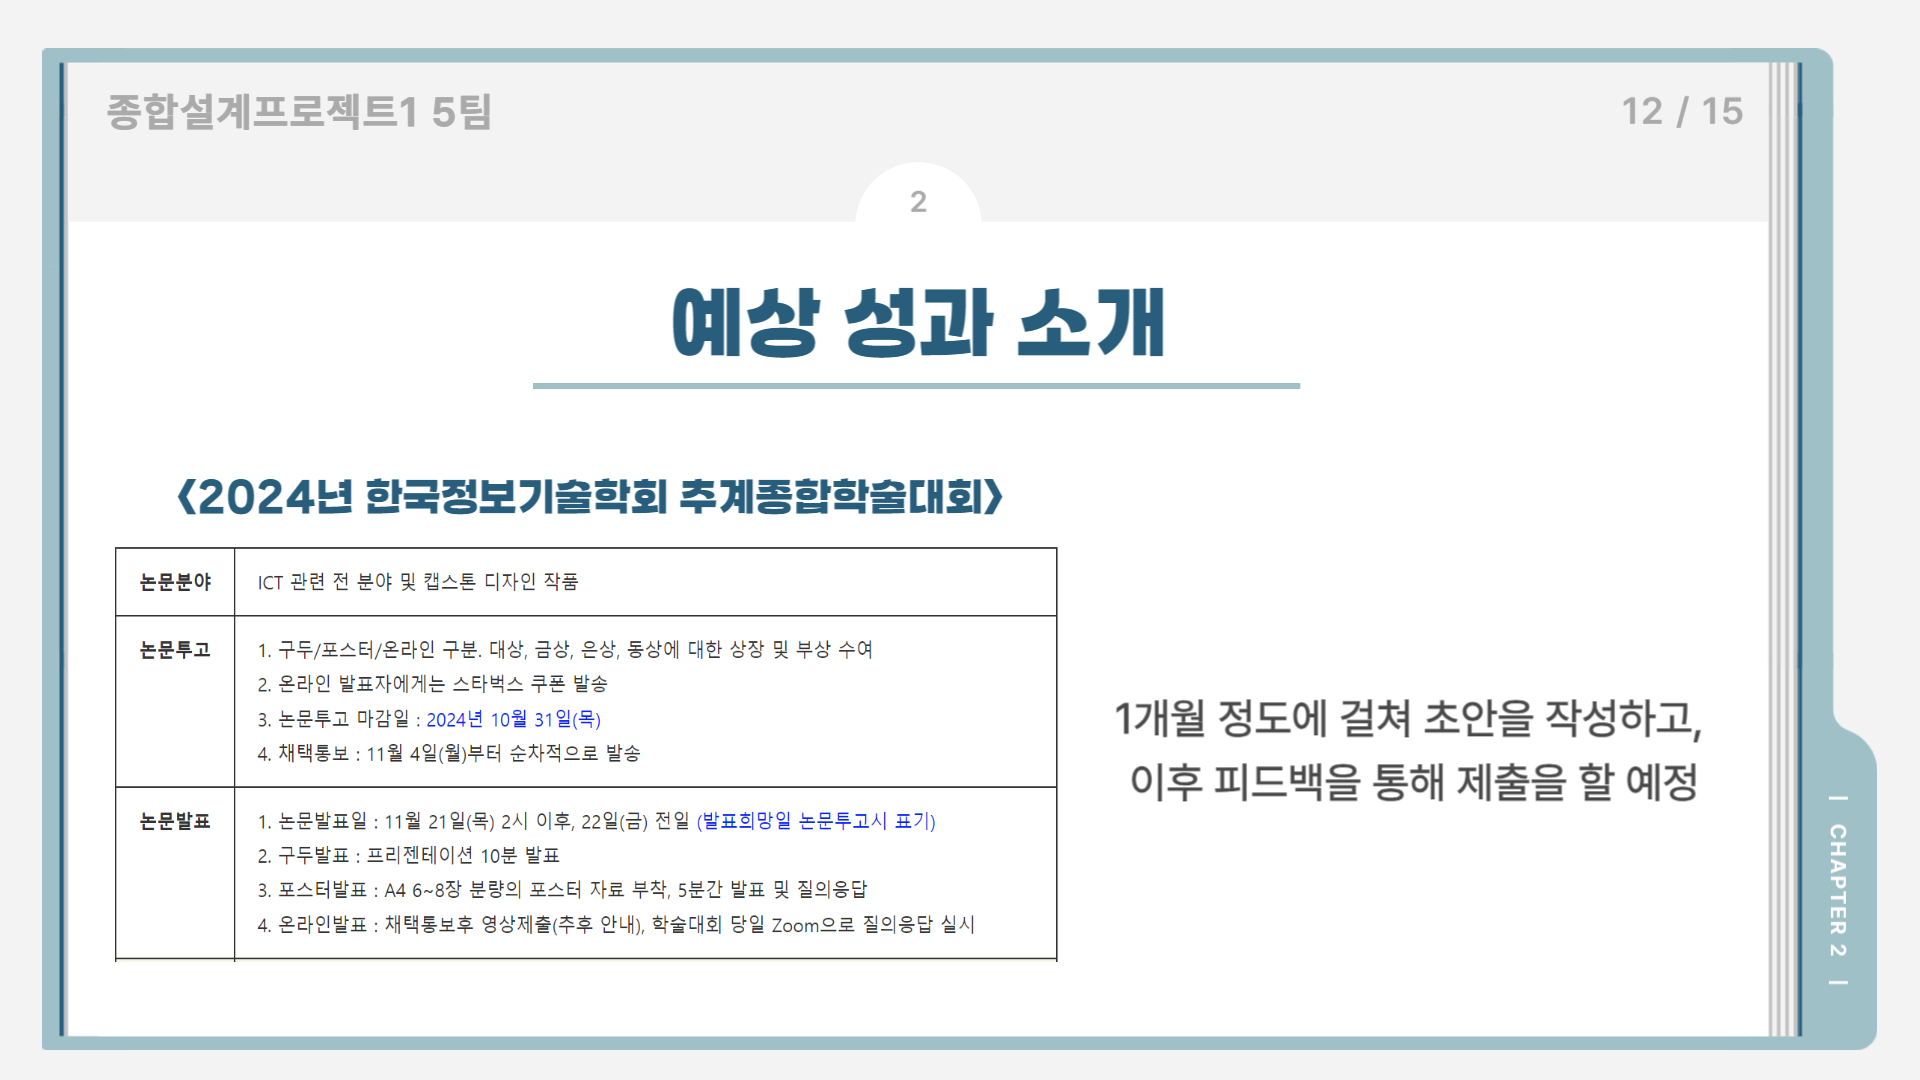 종합설계프로젝트1 5팀
12 / 15
2
예상 성과 소개
《2024년 한국정보기술학회 추계종합학술대회》
논문분야 ICT 관련 전 분야 및 캡스톤 디자인 작품
논문투고 1. 구두/포스터/온라인 구분. 대상, 금상, 은상, 동상에 대한 상장 및 부상 수여
2. 온라인 발표자에게는 스타벅스 쿠폰 발송
3. 논문투고 마감일 : 2024년 10월 31일(목)
4. 채택통보 : 11월 4일(월)부터 순차적으로 발송
논문발표 1. 논문발표일 : 11월 21일(목) 2시 이후, 22일(금) 전일 (발표희망일 논문투고시 표기)
2. 구두발표 : 프리젠테이션 10분 발표
3. 포스터발표 : A4 6~8장 분량의 포스터 자료 부착, 5분간 발표 및 질의응답
4. 온라인발표 : 채택통보후 영상제출(추후 안내), 학술대회 당일 Zoom으로 질의응답 실시
1개월 정도에 걸쳐 초안을 작성하고,
이후 피드백을 통해 제출을 할 예정
| CHAPTER 2 |